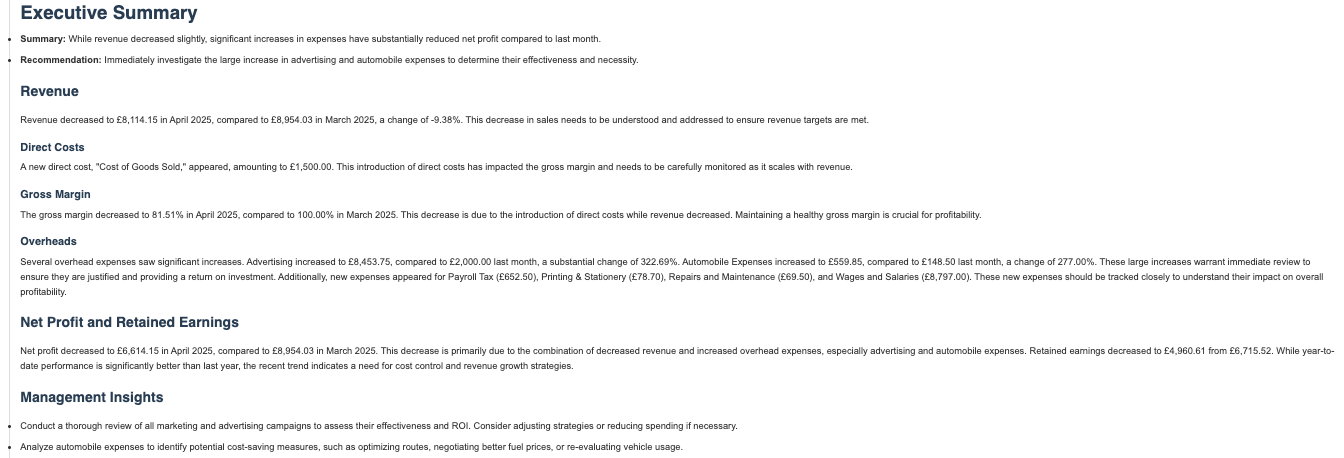 Executive Summary
• Summary: While revenue decreased slightly, significant increases in expenses have substantially reduced net profit compared to last month.
• Recommendation: Immediately investigate the large increase in advertising and automobile expenses to determine their effectiveness and necessity.
Revenue
Revenue decreased to £8,114.15 in April 2025, compared to £8,954.03 in March 2025, a change of -9.38%. This decrease in sales needs to be understood and addressed to ensure revenue targets are met.
Direct Costs
A new direct cost, "Cost of Goods Sold," appeared, amounting to £1,500.00. This introduction of direct costs has impacted the gross margin and needs to be carefully monitored as it scales with revenue.
Gross Margin
The gross margin decreased to 81.51% in April 2025, compared to 100.00% in March 2025. This decrease is due to the introduction of direct costs while revenue decreased. Maintaining a healthy gross margin is crucial for profitability.
Overheads
Several overhead expenses saw significant increases. Advertising increased to £8,453.75, compared to £2,000.00 last month, a substantial change of 322.69%. Automobile Expenses increased to £559.85, compared to £148.50 last month, a change of 277.00%. These large increases warrant immediate review to
ensure they are justified and providing a return on investment. Additionally, new expenses appeared for Payroll Tax (£652.50), Printing & Stationery (£78.70), Repairs and Maintenance (£69.50), and Wages and Salaries (£8,797.00). These new expenses should be tracked closely to understand their impact on overall
profitability.
Net Profit and Retained Earnings
Net profit decreased to £6,614.15 in April 2025, compared to £8,954.03 in March 2025. This decrease is primarily due to the combination of decreased revenue and increased overhead expenses, especially advertising and automobile expenses. Retained earnings decreased to £4,960.61 from £6,715.52. While year-to-
date performance is significantly better than last year, the recent trend indicates a need for cost control and revenue growth strategies.
Management Insights
• Conduct a thorough review of all marketing and advertising campaigns to assess their effectiveness and ROI. Consider adjusting strategies or reducing spending if necessary.
• Analyze automobile expenses to identify potential cost-saving measures, such as optimizing routes, negotiating better fuel prices, or re-evaluating vehicle usage.